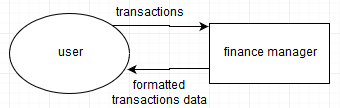 transactions
user
finance manager
formatted
transactions data